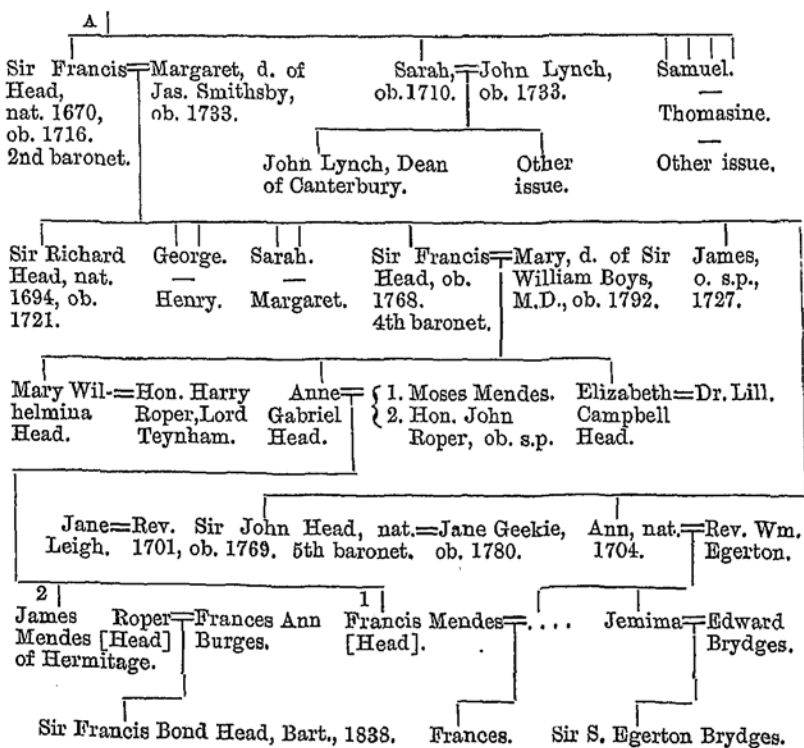 A
Sir Francis Head, nat. 1670, ob. 1716. 2nd baronet.
Margaret, d. of Jas. Smithsby, ob. 1733.
Sarah, ob. 1710.
John Lynch, ob. 1733.
Samuel.
—
Thomasine.
—
Other issue.
John Lynch, Dean of Canterbury.
Other issue.
Sir Richard Head, nat. 1694, ob. 1721.
George.
—
Henry.
Sarah.
—
Margaret.
Sir Francis Head, ob. 1768. 4th baronet.
Mary, d. of Sir William Boys, M.D., ob. 1792.
James, o. s.p., 1727.
Mary Wilhelmina Head.
Hon. Harry Roper, Lord Teynham.
Anne Gabriel Head.
1. Moses Mendes.
2. Hon. John Roper, ob. s.p.
Elizabeth Campbell Head.
Dr. Lill.
Jane Leigh.
Rev. Sir John Head, nat. 1701, ob. 1769. 5th baronet.
Jane Geekie, ob. 1780.
Ann, nat. 1704.
Rev. Wm. Egerton.
2
James Roper Mendes [Head] of Hermitage.
Frances Ann Burges.
1
Francis Mendes [Head].
....
Jemima
Edward Brydges.
Sir Francis Bond Head, Bart., 1838.
Frances.
Sir S. Egerton Brydges.